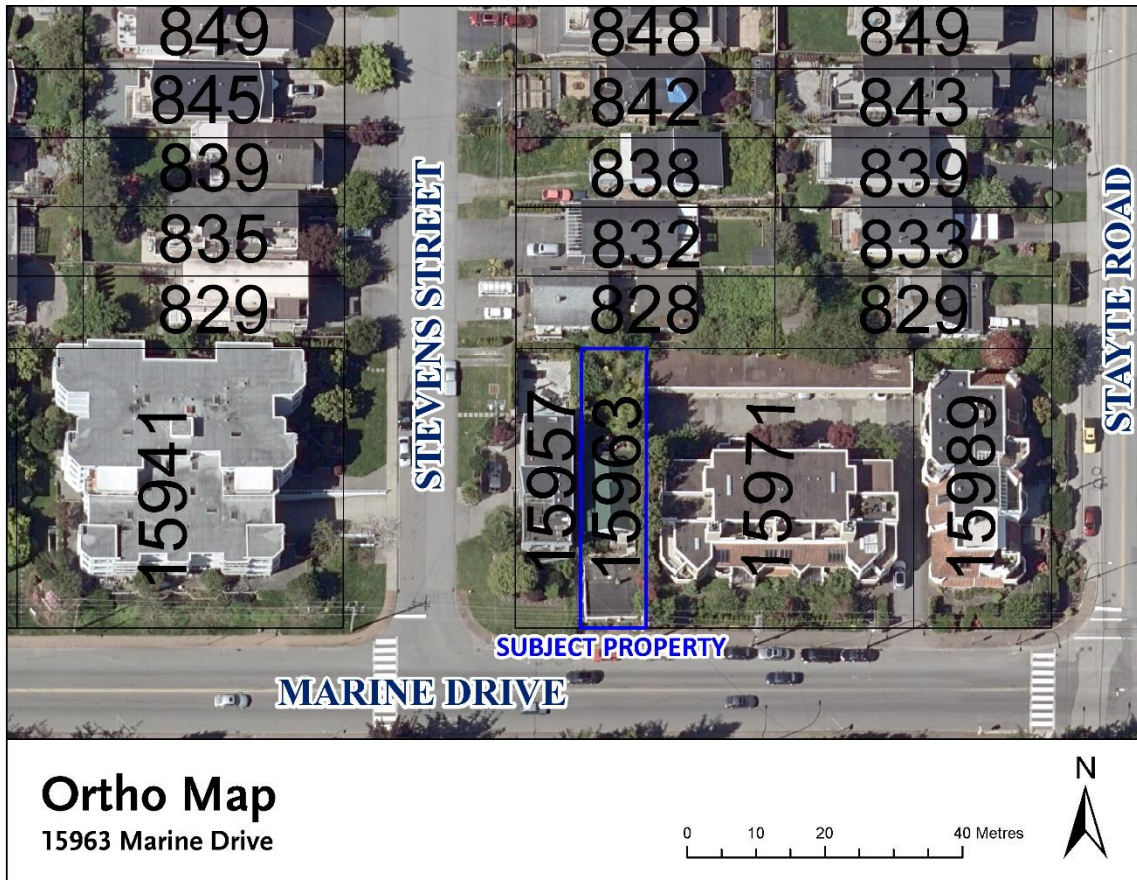 849
848
849
845
842
843
839
838
839
835
832
833
829
828
829
STEVENS STREET
STAYTE ROAD
15941
15957
15963
15971
15989
SUBJECT PROPERTY
MARINE DRIVE
Ortho Map
15963 Marine Drive
0 10 20 40 Metres
N